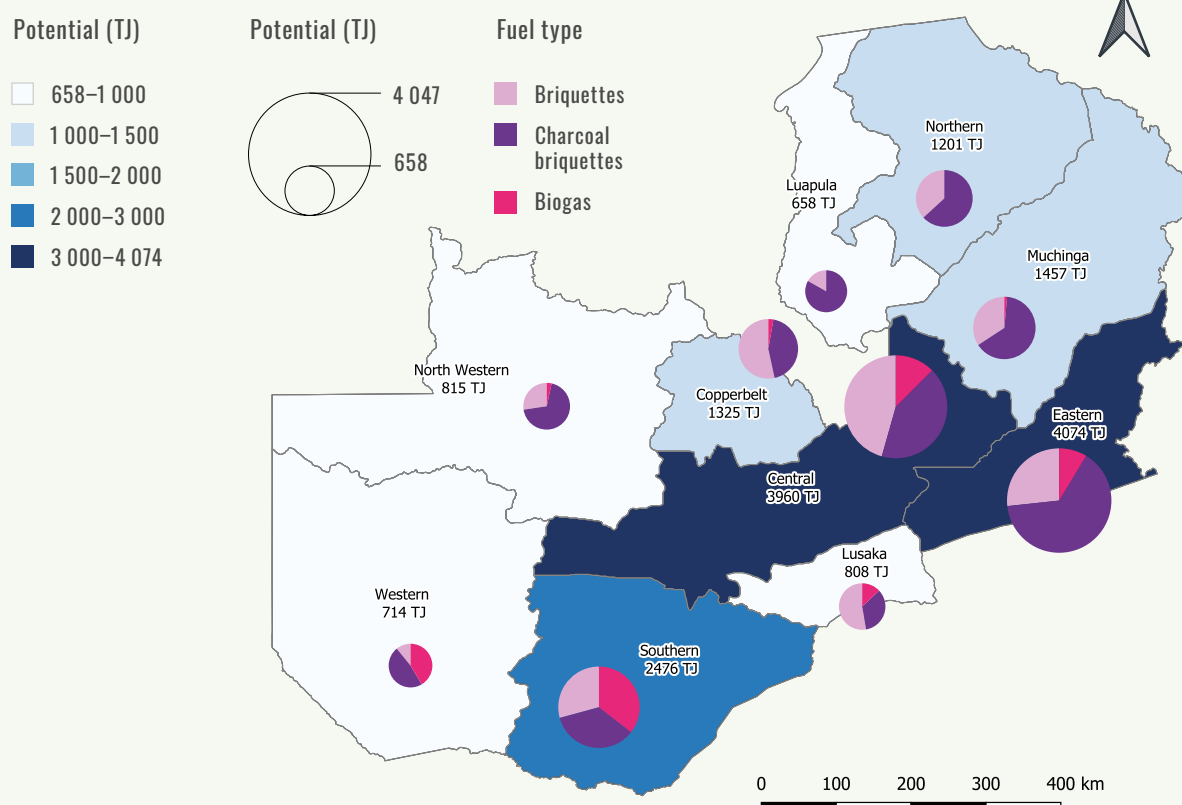 Potential (TJ)
658–1 000
1 000–1 500
1 500–2 000
2 000–3 000
3 000–4 074
Potential (TJ)
4 047
658
Fuel type
Briquettes
Charcoal
briquettes
Biogas
Northern
1201 TJ
Luapula
658 TJ
Muchinga
1457 TJ
North Western
815 TJ
Copperbelt
1325 TJ
Eastern
4074 TJ
Central
3960 TJ
Lusaka
808 TJ
Western
714 TJ
Southern
2476 TJ
0 100 200 300 400 km